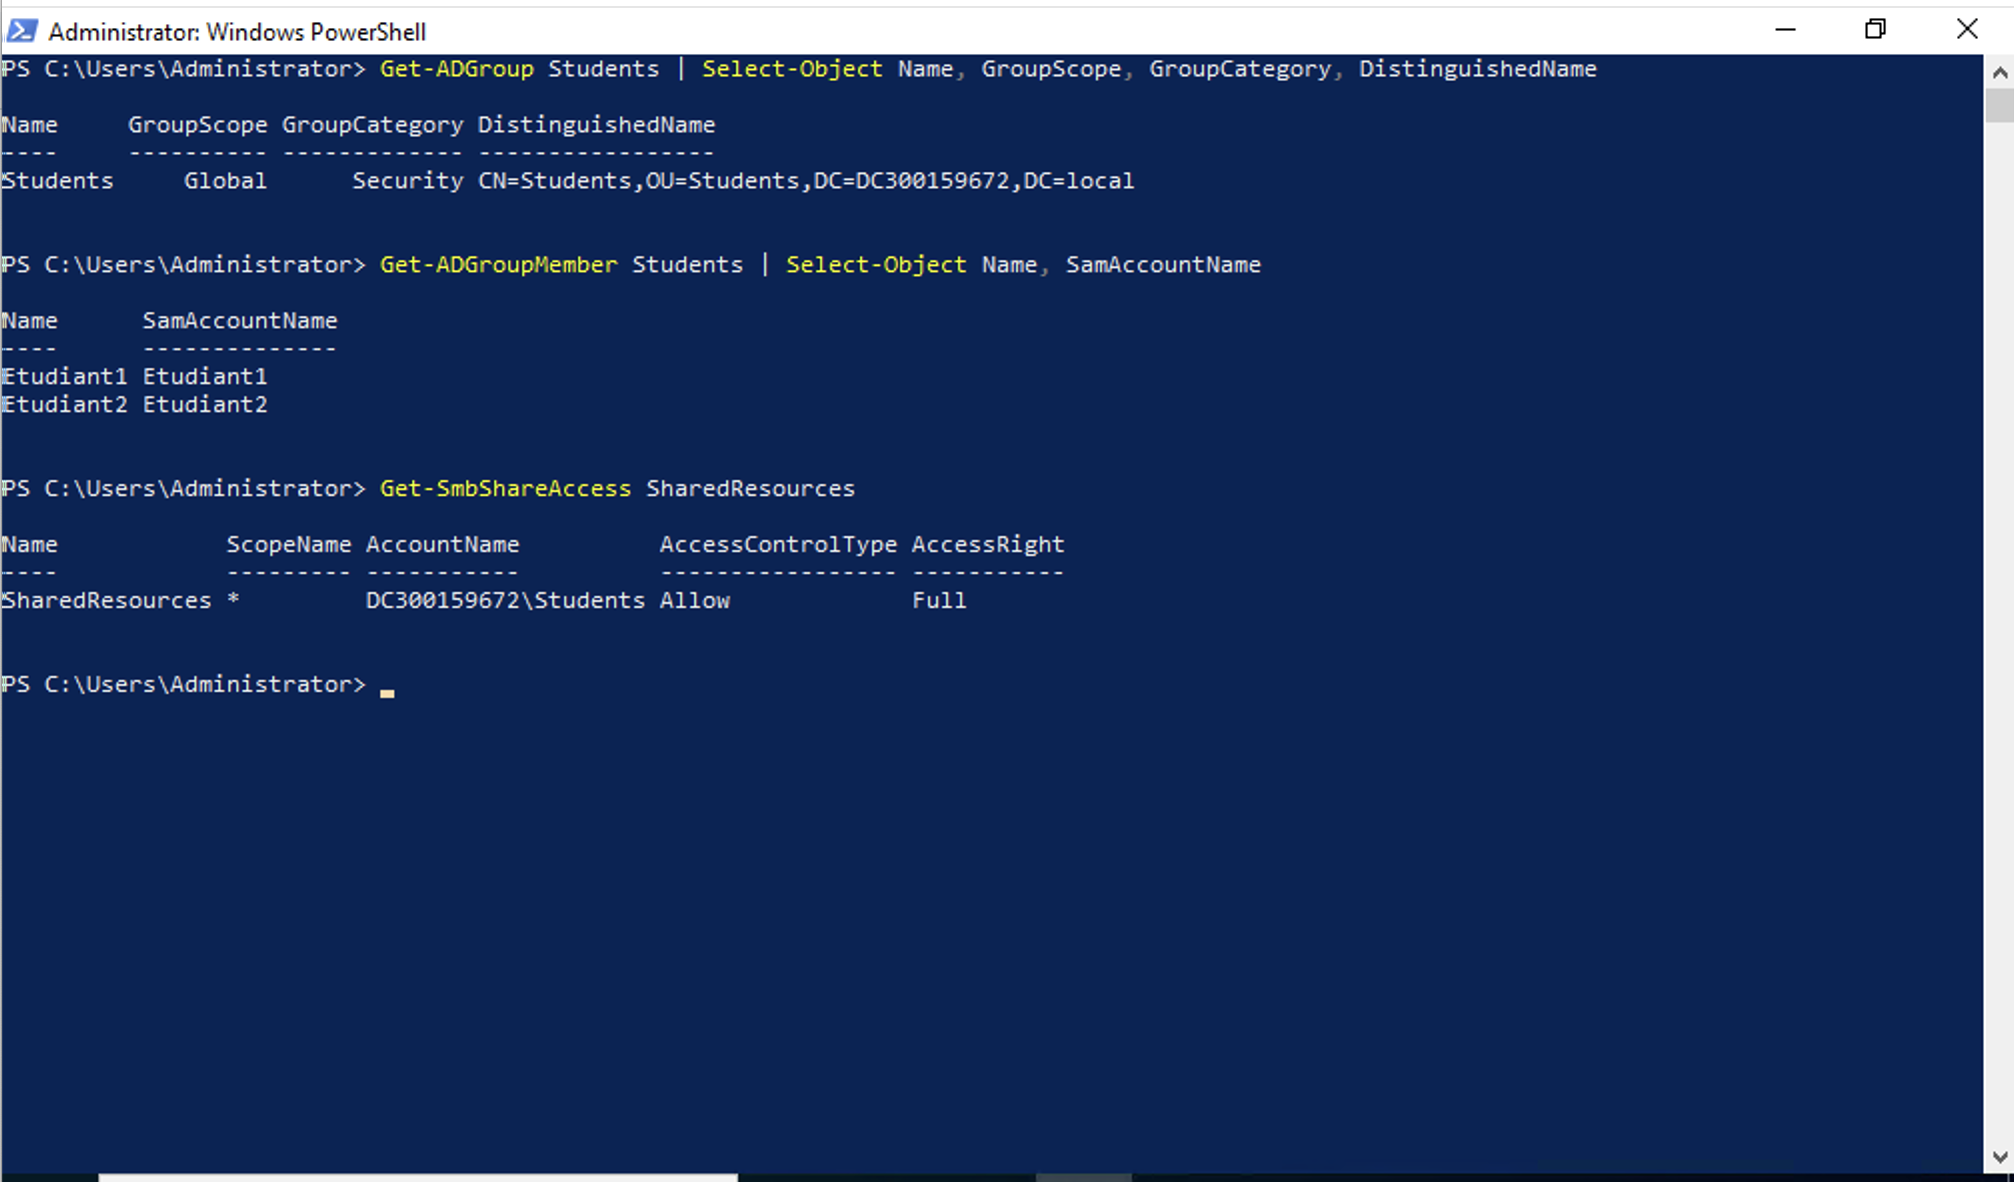 Administrator: Windows PowerShell
PS C:\Users\Administrator> Get-ADGroup Students | Select-Object Name, GroupScope, GroupCategory, DistinguishedName
Name     GroupScope GroupCategory DistinguishedName
----     ---------- ------------- -----------------
Students     Global      Security CN=Students,OU=Students,DC=DC300159672,DC=local
PS C:\Users\Administrator> Get-ADGroupMember Students | Select-Object Name, SamAccountName
Name      SamAccountName
----      --------------
Etudiant1 Etudiant1
Etudiant2 Etudiant2
PS C:\Users\Administrator> Get-SmbShareAccess SharedResources
Name            ScopeName AccountName          AccessControlType AccessRight
----            --------- -----------          ----------------- -----------
SharedResources *         DC300159672\Students Allow             Full
PS C:\Users\Administrator>